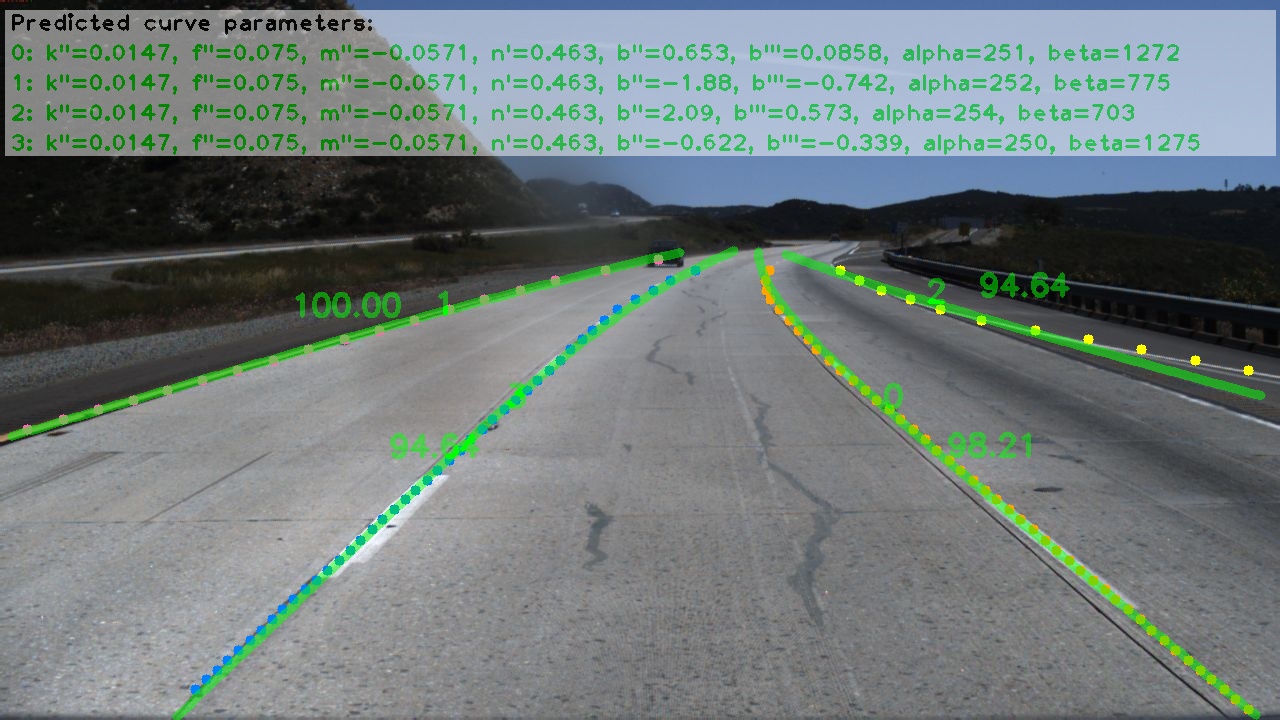 Predicted curve parameters:
0: k''=0.0147, f''=0.075, m''=-0.0571, n'=0.463, b''=0.653, b'''=0.0858, alpha=251, beta=1272
1: k''=0.0147, f''=0.075, m''=-0.0571, n'=0.463, b''=-1.88, b'''=-0.742, alpha=252, beta=775
2: k''=0.0147, f''=0.075, m''=-0.0571, n'=0.463, b''=2.09, b'''=0.573, alpha=254, beta=703
3: k''=0.0147, f''=0.075, m''=-0.0571, n'=0.463, b''=-0.622, b'''=-0.339, alpha=250, beta=1275
100.00 1
2 94.64
0
94.64
98.21